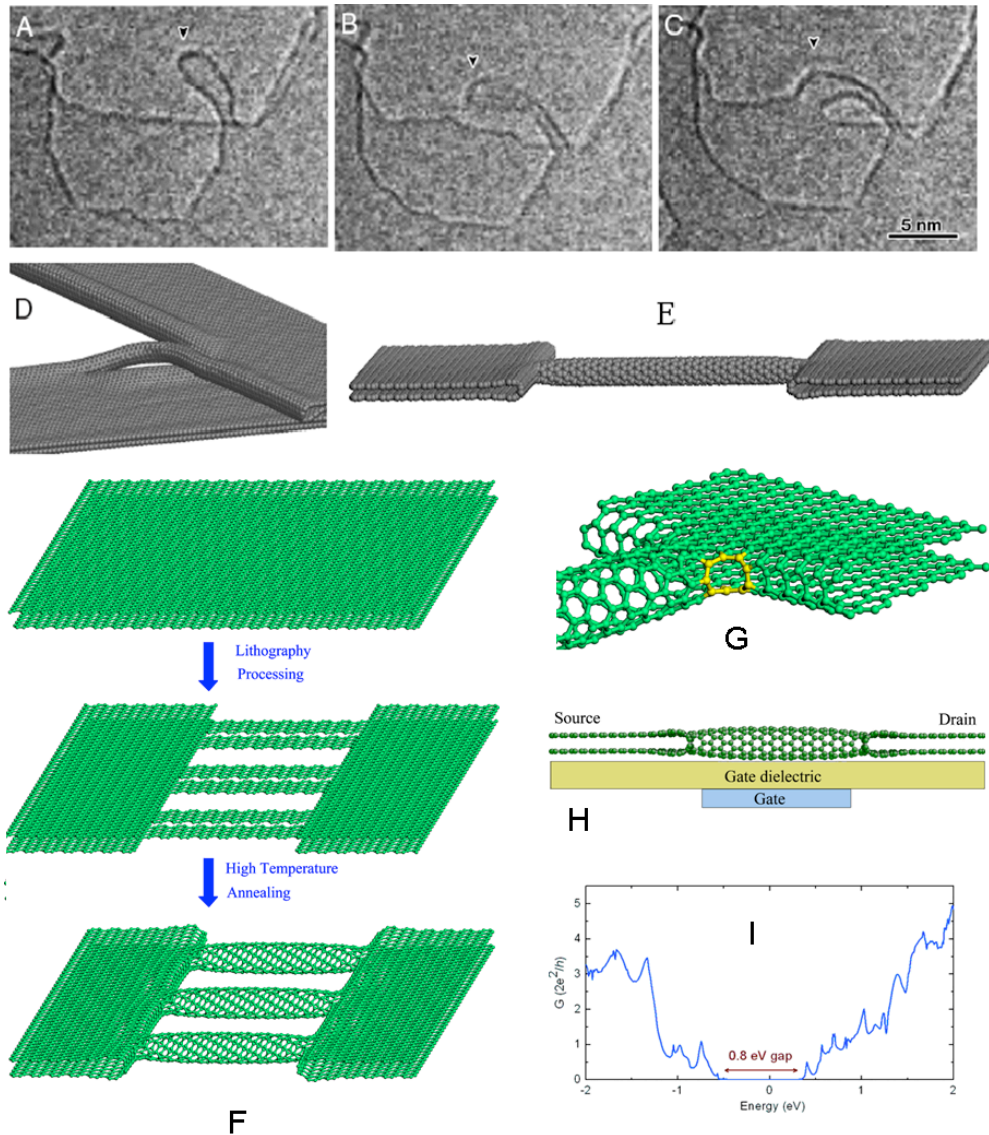 A
B
C
5 nm
D
E
Lithography
Processing
High Temperature
Annealing
F
G
Source
Drain
Gate dielectric
Gate
H
I
G (2e²/h)
5
4
3
2
1
0
0.8 eV gap
-2
-1
0
1
2
Energy (eV)